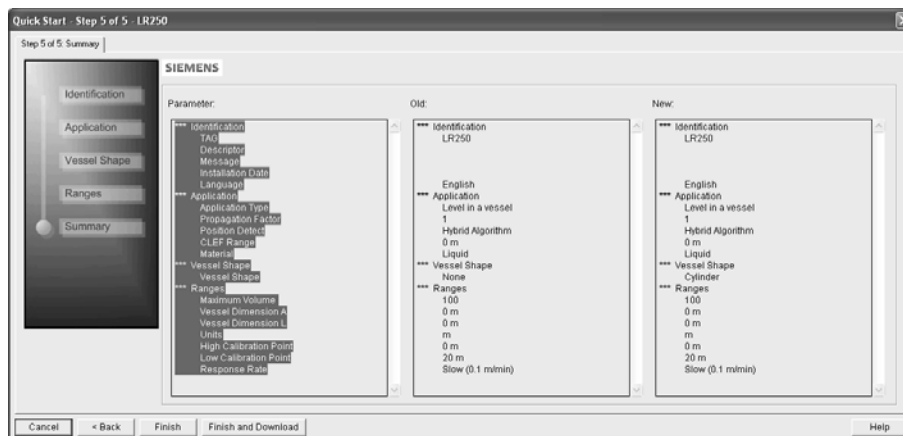 Quick Start - Step 5 of 5 - LR250
Step 5 of 5: Summary
SIEMENS
Identification
Application
Vessel Shape
Ranges
Summary
Parameter:
*** Identification
TAG
Descriptor
Message
Installation Date
Language
*** Application
Application Type
Propagation Factor
Position Detect
CLEF Range
Material
*** Vessel Shape
Vessel Shape
*** Ranges
Maximum Volume
Vessel Dimension A
Vessel Dimension L
Units
High Calibration Point
Low Calibration Point
Response Rate
Old:
*** Identification
LR250
English
*** Application
Level in a vessel
1
Hybrid Algorithm
0 m
Liquid
*** Vessel Shape
None
*** Ranges
100
0 m
0 m
m
0 m
20 m
Slow (0.1 m/min)
New:
*** Identification
LR250
English
*** Application
Level in a vessel
1
Hybrid Algorithm
0 m
Liquid
*** Vessel Shape
Cylinder
*** Ranges
100
0 m
0 m
m
0 m
20 m
Slow (0.1 m/min)
Cancel
< Back
Finish
Finish and Download
Help